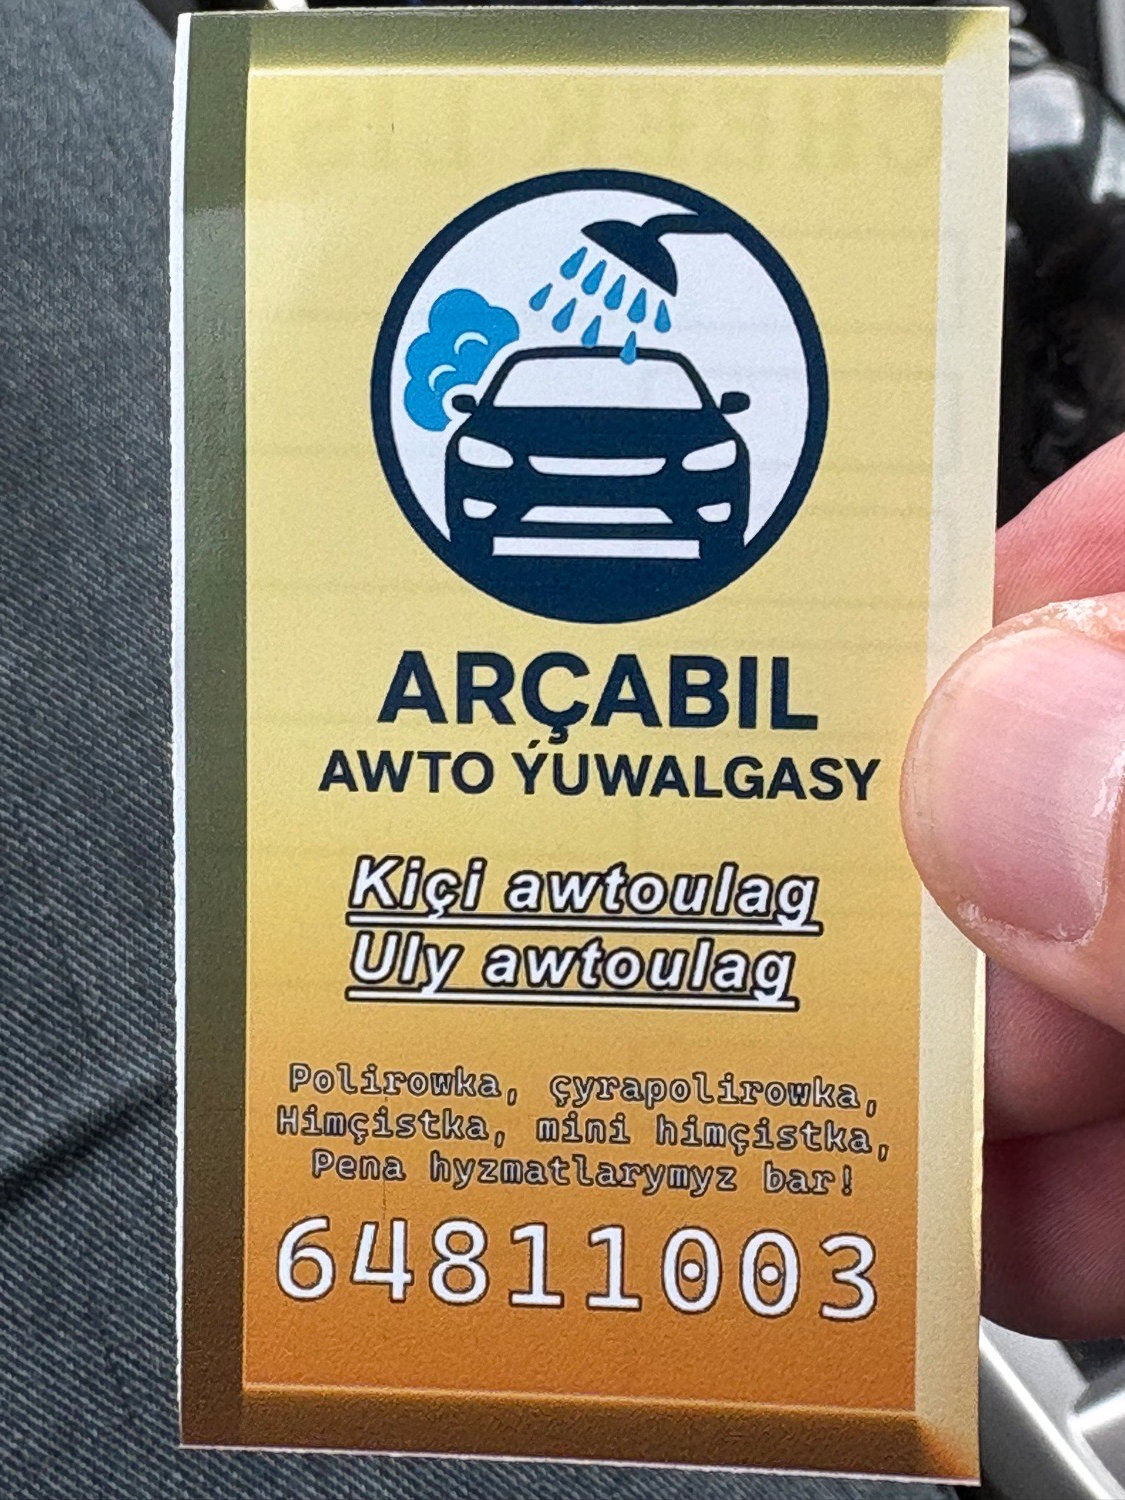 ARÇABIL
AWTO ÝUWALGASY
Kiçi awtoulag
Uly awtoulag
Polirowka, çyrapolirowka,
Himçistka, mini himçistka,
Pena hyzmatlarymyz bar!
64811003